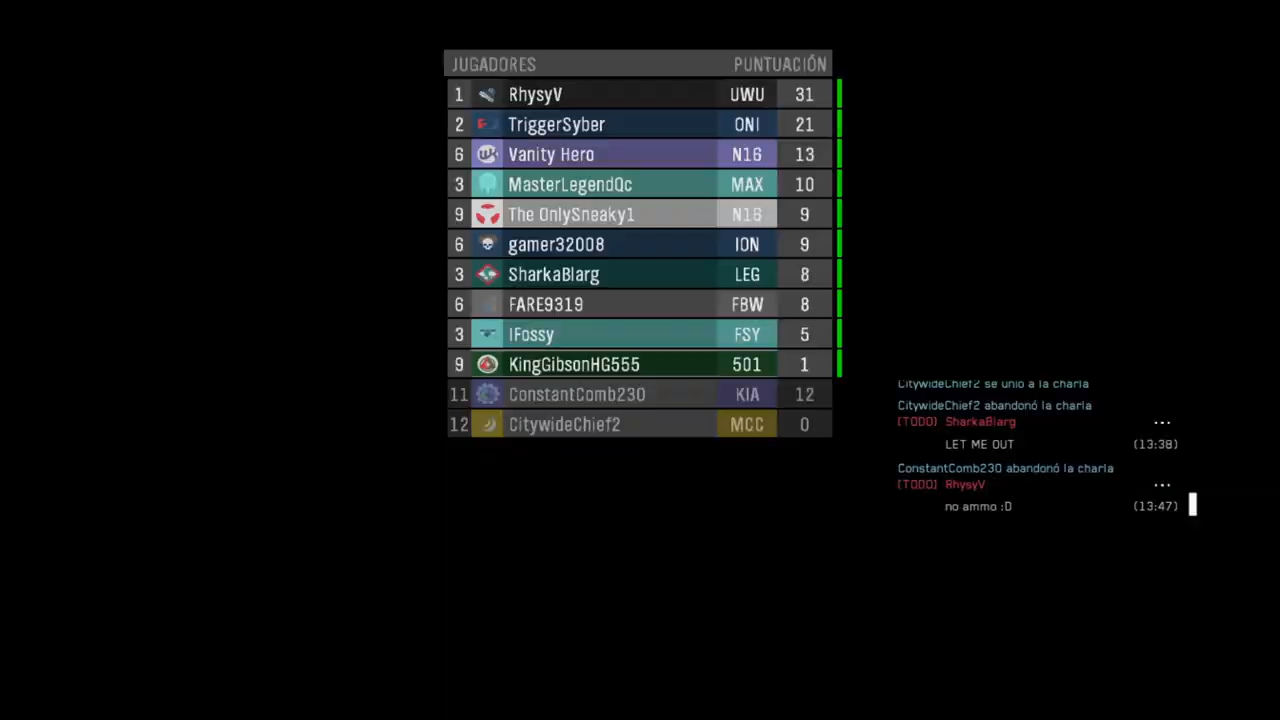 JUGADORES PUNTUACIÓN
1 RhysyV UWU 31
2 TriggerSyber ONI 21
6 Vanity Hero N16 13
3 MasterLegendQc MAX 10
9 The OnlySneaky1 N16 9
6 gamer32008 ION 9
3 SharkaBlarg LEG 8
6 FARE9319 FBW 8
3 IFossy FSY 5
9 KingGibsonHG555 501 1
11 ConstantComb230 KIA 12
12 CitywideChief2 MCC 0
CitywideChief2 se unió a la charla
CitywideChief2 abandonó la charla
[TODO] SharkaBlarg ...
LET ME OUT (13:38)
ConstantComb230 abandonó la charla
[TODO] RhysyV ...
no ammo :D (13:47)